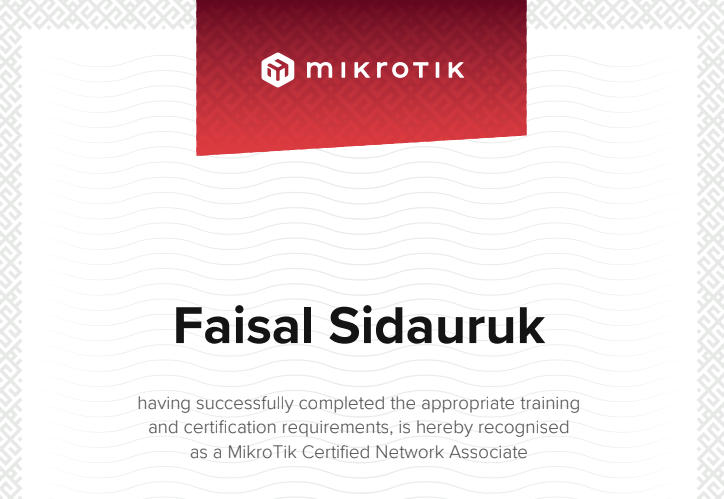 mikrotik
Faisal Sidauruk
having successfully completed the appropriate training
and certification requirements, is hereby recognised
as a MikroTik Certified Network Associate